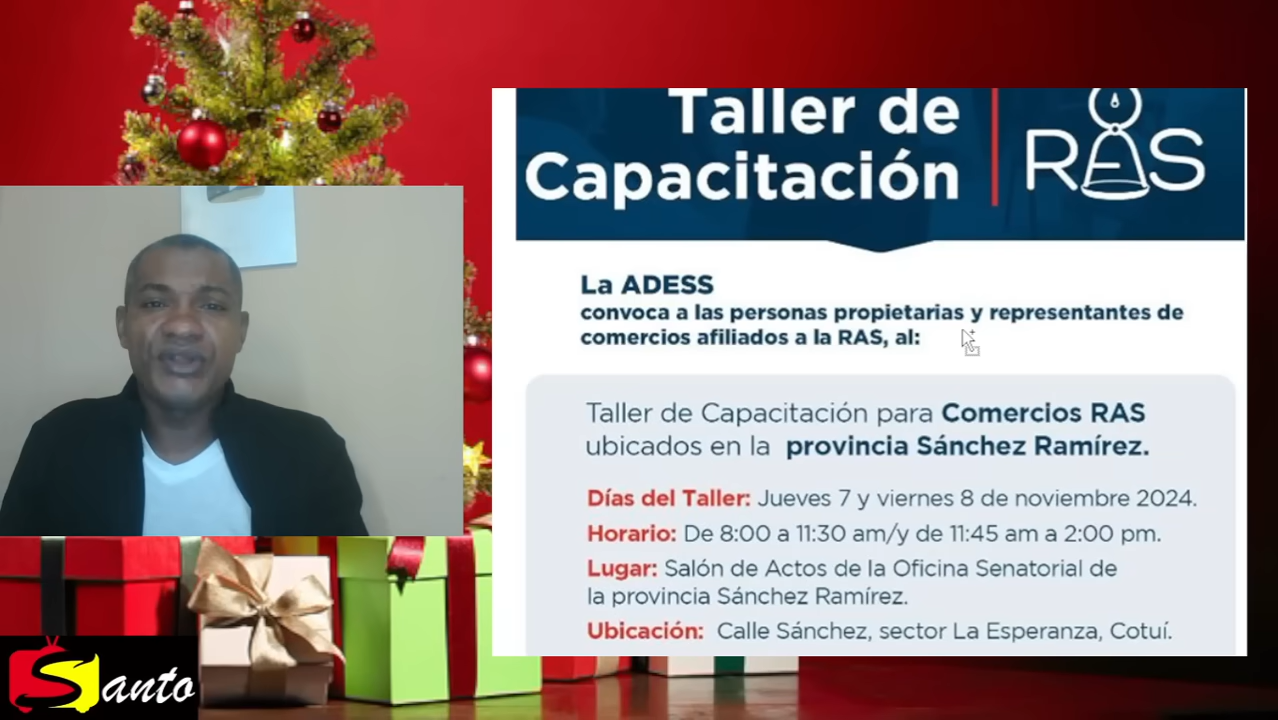 Taller de
Capacitación
RAS
La ADESS
convoca a las personas propietarias y representantes de
comercios afiliados a la RAS, al:
Taller de Capacitación para Comercios RAS
ubicados en la provincia Sánchez Ramírez.
Días del Taller: Jueves 7 y viernes 8 de noviembre 2024.
Horario: De 8:00 a 11:30 am/y de 11:45 am a 2:00 pm.
Lugar: Salón de Actos de la Oficina Senatorial de
la provincia Sánchez Ramírez.
Ubicación: Calle Sánchez, sector La Esperanza, Cotuí.
Santo